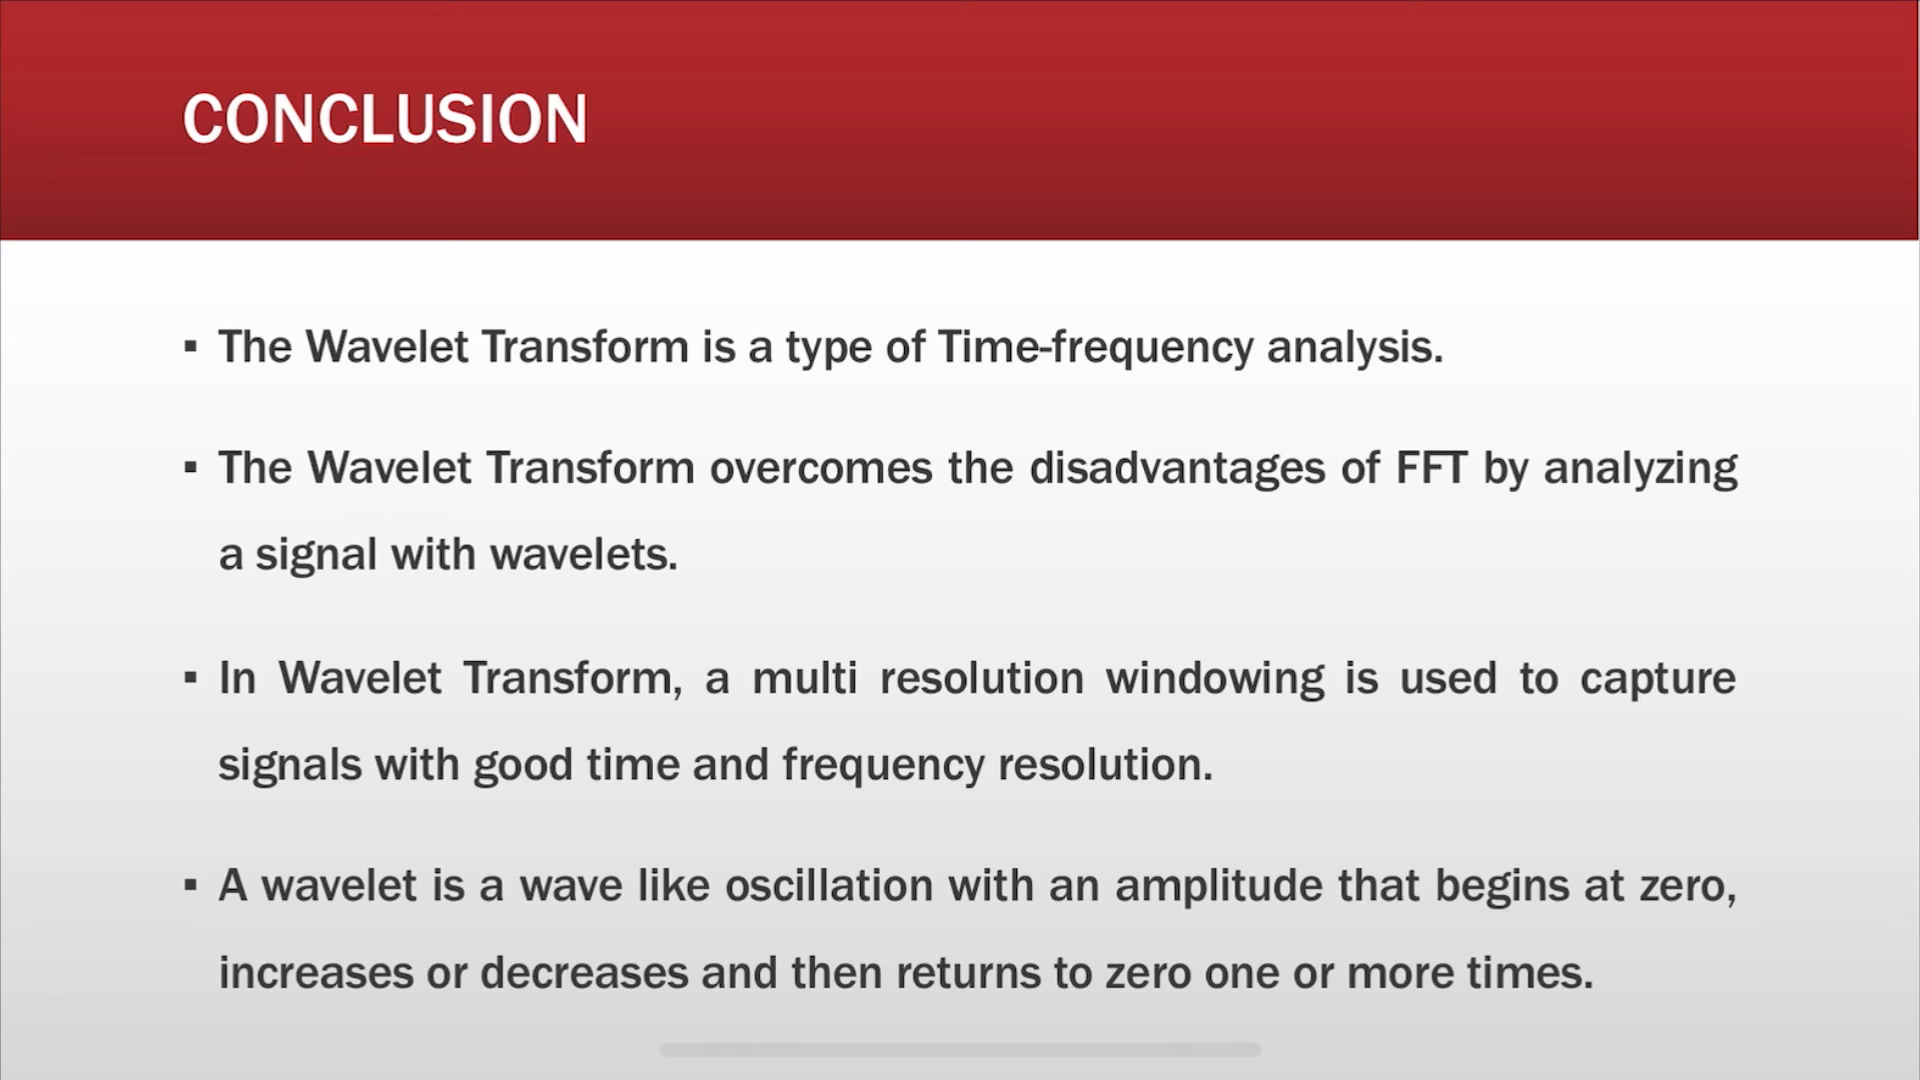 CONCLUSION
▪ The Wavelet Transform is a type of Time-frequency analysis.
▪ The Wavelet Transform overcomes the disadvantages of FFT by analyzing
a signal with wavelets.
▪ In Wavelet Transform, a multi resolution windowing is used to capture
signals with good time and frequency resolution.
▪ A wavelet is a wave like oscillation with an amplitude that begins at zero,
increases or decreases and then returns to zero one or more times.